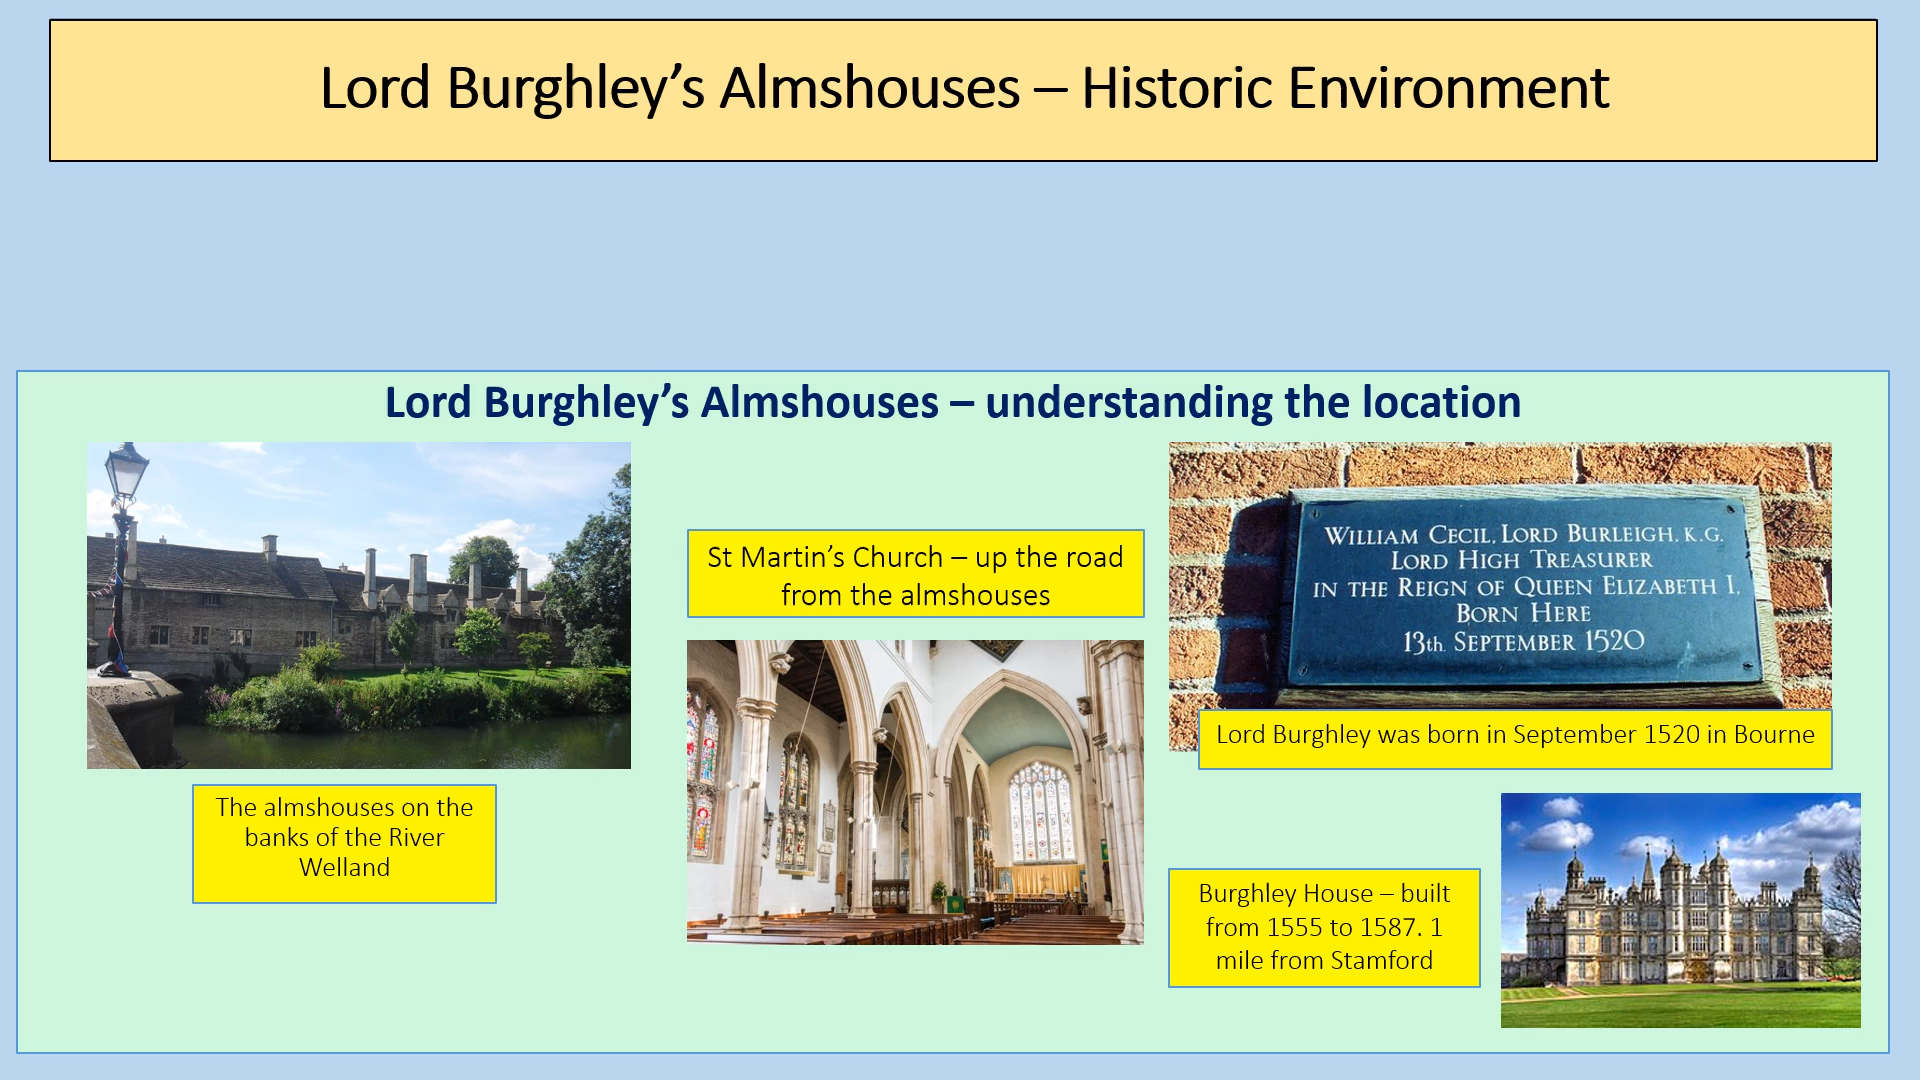 Lord Burghley’s Almshouses – Historic Environment
Lord Burghley’s Almshouses – understanding the location
The almshouses on the
banks of the River
Welland
St Martin’s Church – up the road
from the almshouses
WILLIAM CECIL, LORD BURLEIGH, K.G.
LORD HIGH TREASURER
IN THE REIGN OF QUEEN ELIZABETH I,
BORN HERE
13th. SEPTEMBER 1520
Lord Burghley was born in September 1520 in Bourne
Burghley House – built
from 1555 to 1587. 1
mile from Stamford